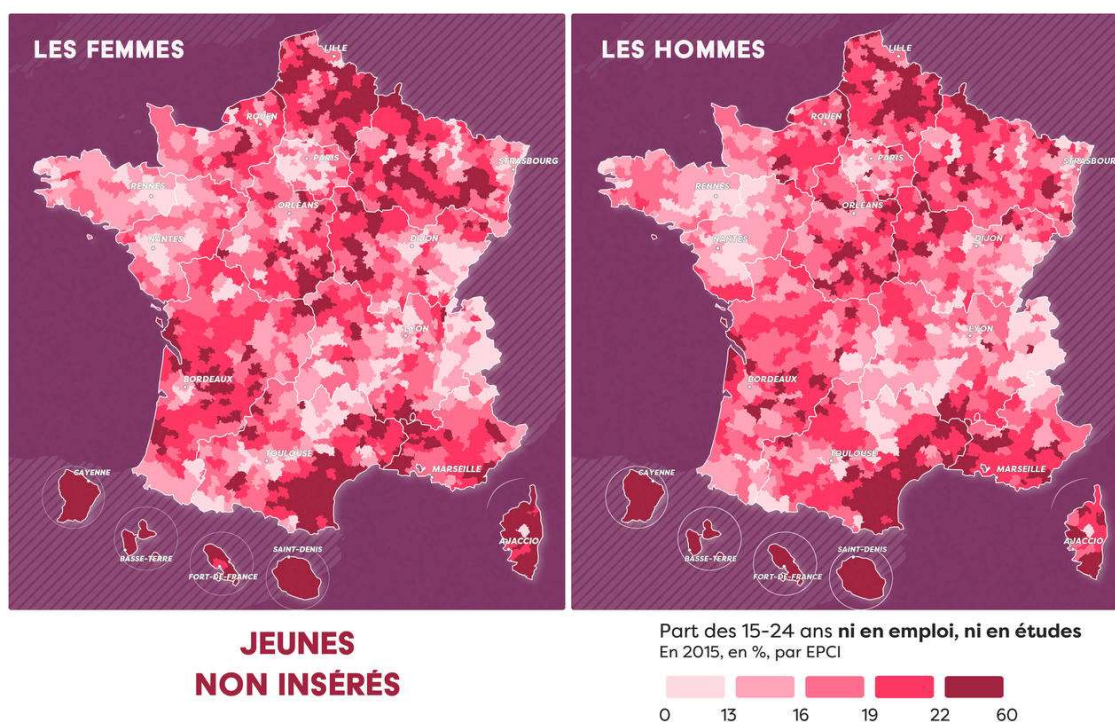 LES FEMMES
LILLE
ROUEN
PARIS
STRASBOURG
RENNES
ORLÉANS
NANTES
DIJON
LYON
BORDEAUX
TOULOUSE
MARSEILLE
CAYENNE
BASSE-TERRE
FORT-DE-FRANCE
SAINT-DENIS
AJACCIO
LES HOMMES
LILLE
ROUEN
PARIS
STRASBOURG
RENNES
ORLÉANS
NANTES
DIJON
LYON
BORDEAUX
TOULOUSE
MARSEILLE
CAYENNE
BASSE-TERRE
FORT-DE-FRANCE
SAINT-DENIS
AJACCIO
JEUNES
NON INSÉRÉS
Part des 15-24 ans ni en emploi, ni en études
En 2015, en %, par EPCI
0 13 16 19 22 60